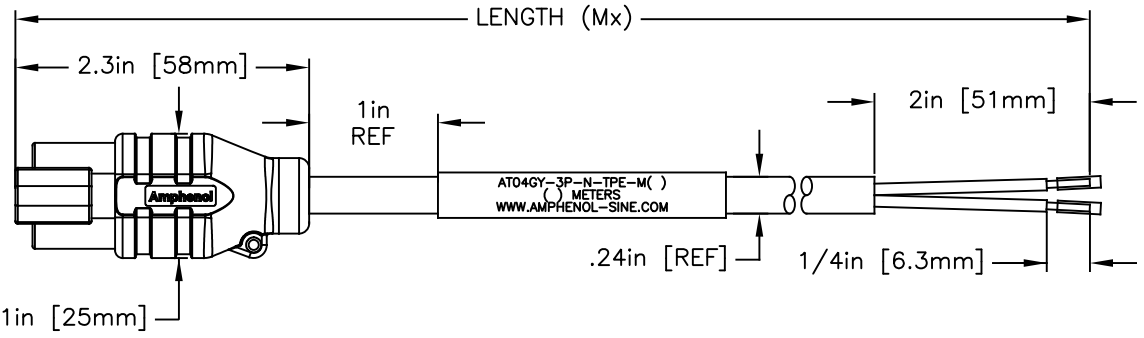 LENGTH (Mx)
2.3in [58mm]
1in
REF
2in [51mm]
Amphenol
AT04GY-3P-N-TPE-M( )
( ) METERS
WWW.AMPHENOL-SINE.COM
.24in [REF]
1/4in [6.3mm]
1in [25mm]